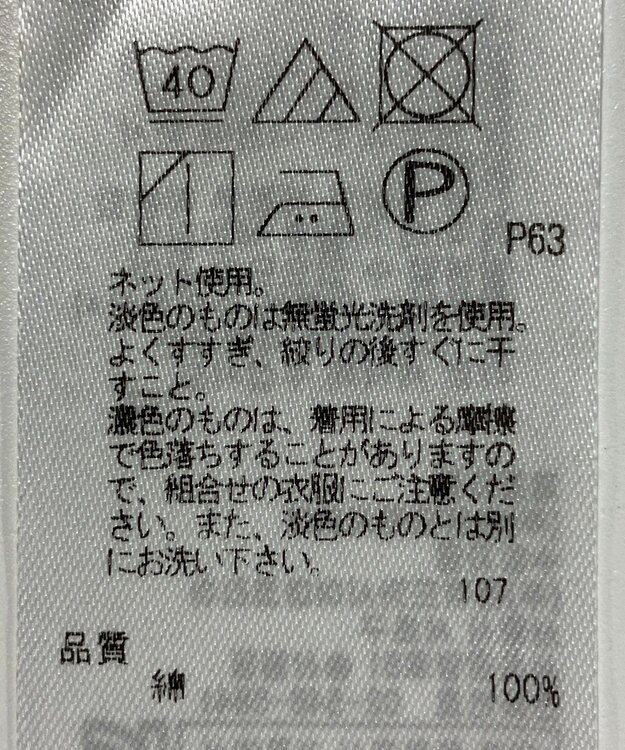 40
P
P63
ネット使用。
淡色のものは無蛍光洗剤を使用。
よくすすぎ、絞りの後すぐに干
すこと。
濃色のものは、着用による摩擦
で色落ちすることがありますの
で、組合せの衣服にご注意くだ
さい。また、淡色のものとは別
にお洗い下さい。
107
品質
綿 100%